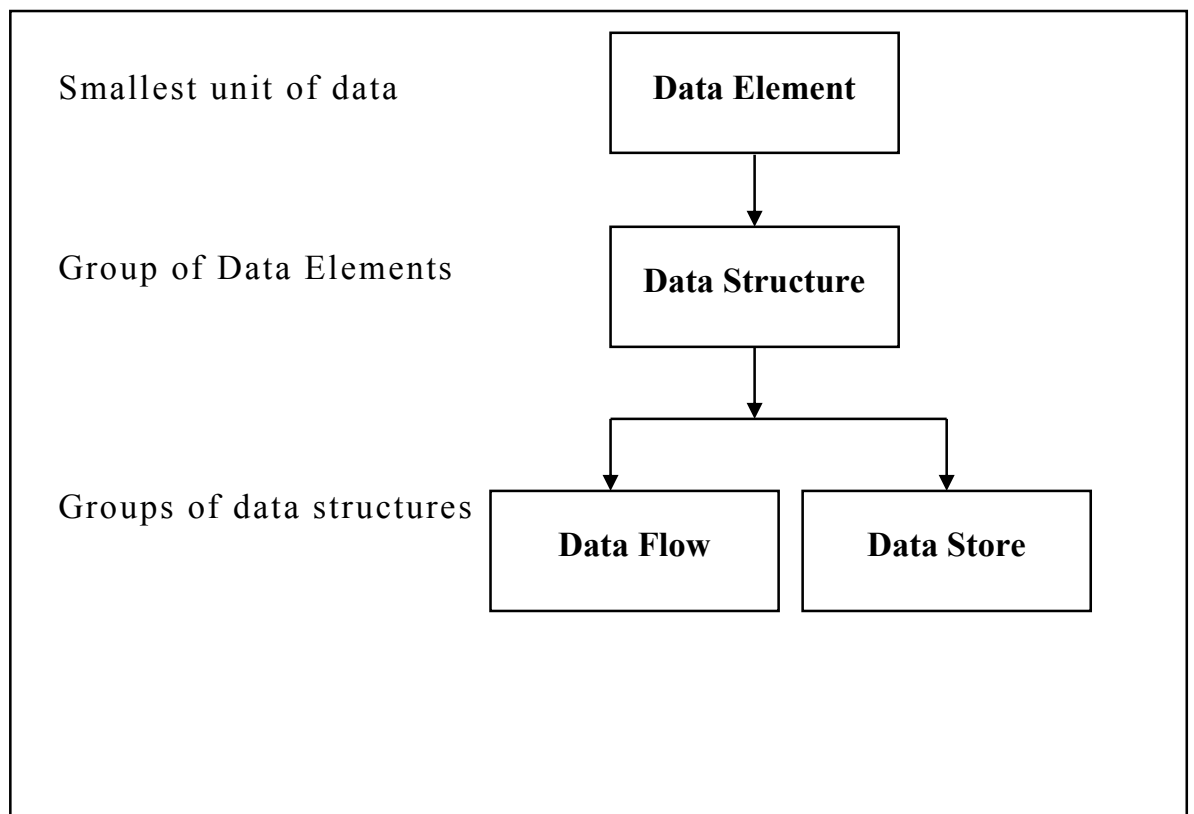 Smallest unit of data
Data Element
Group of Data Elements
Data Structure
Groups of data structures
Data Flow
Data Store